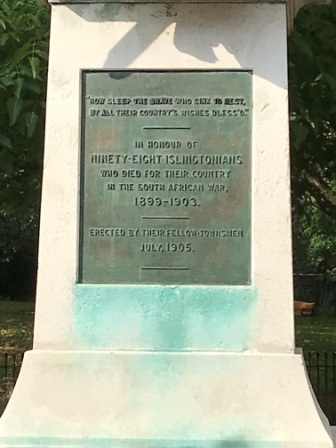 "HOW SLEEP THE BRAVE WHO SINK TO REST,
BY ALL THEIR COUNTRY'S WISHES BLESS'D."
IN HONOUR OF
NINETY-EIGHT ISLINGTONIANS
WHO DIED FOR THEIR COUNTRY
IN THE SOUTH AFRICAN WAR,
1899-1903.
ERECTED BY THEIR FELLOW-TOWNSMEN
JULY, 1905.